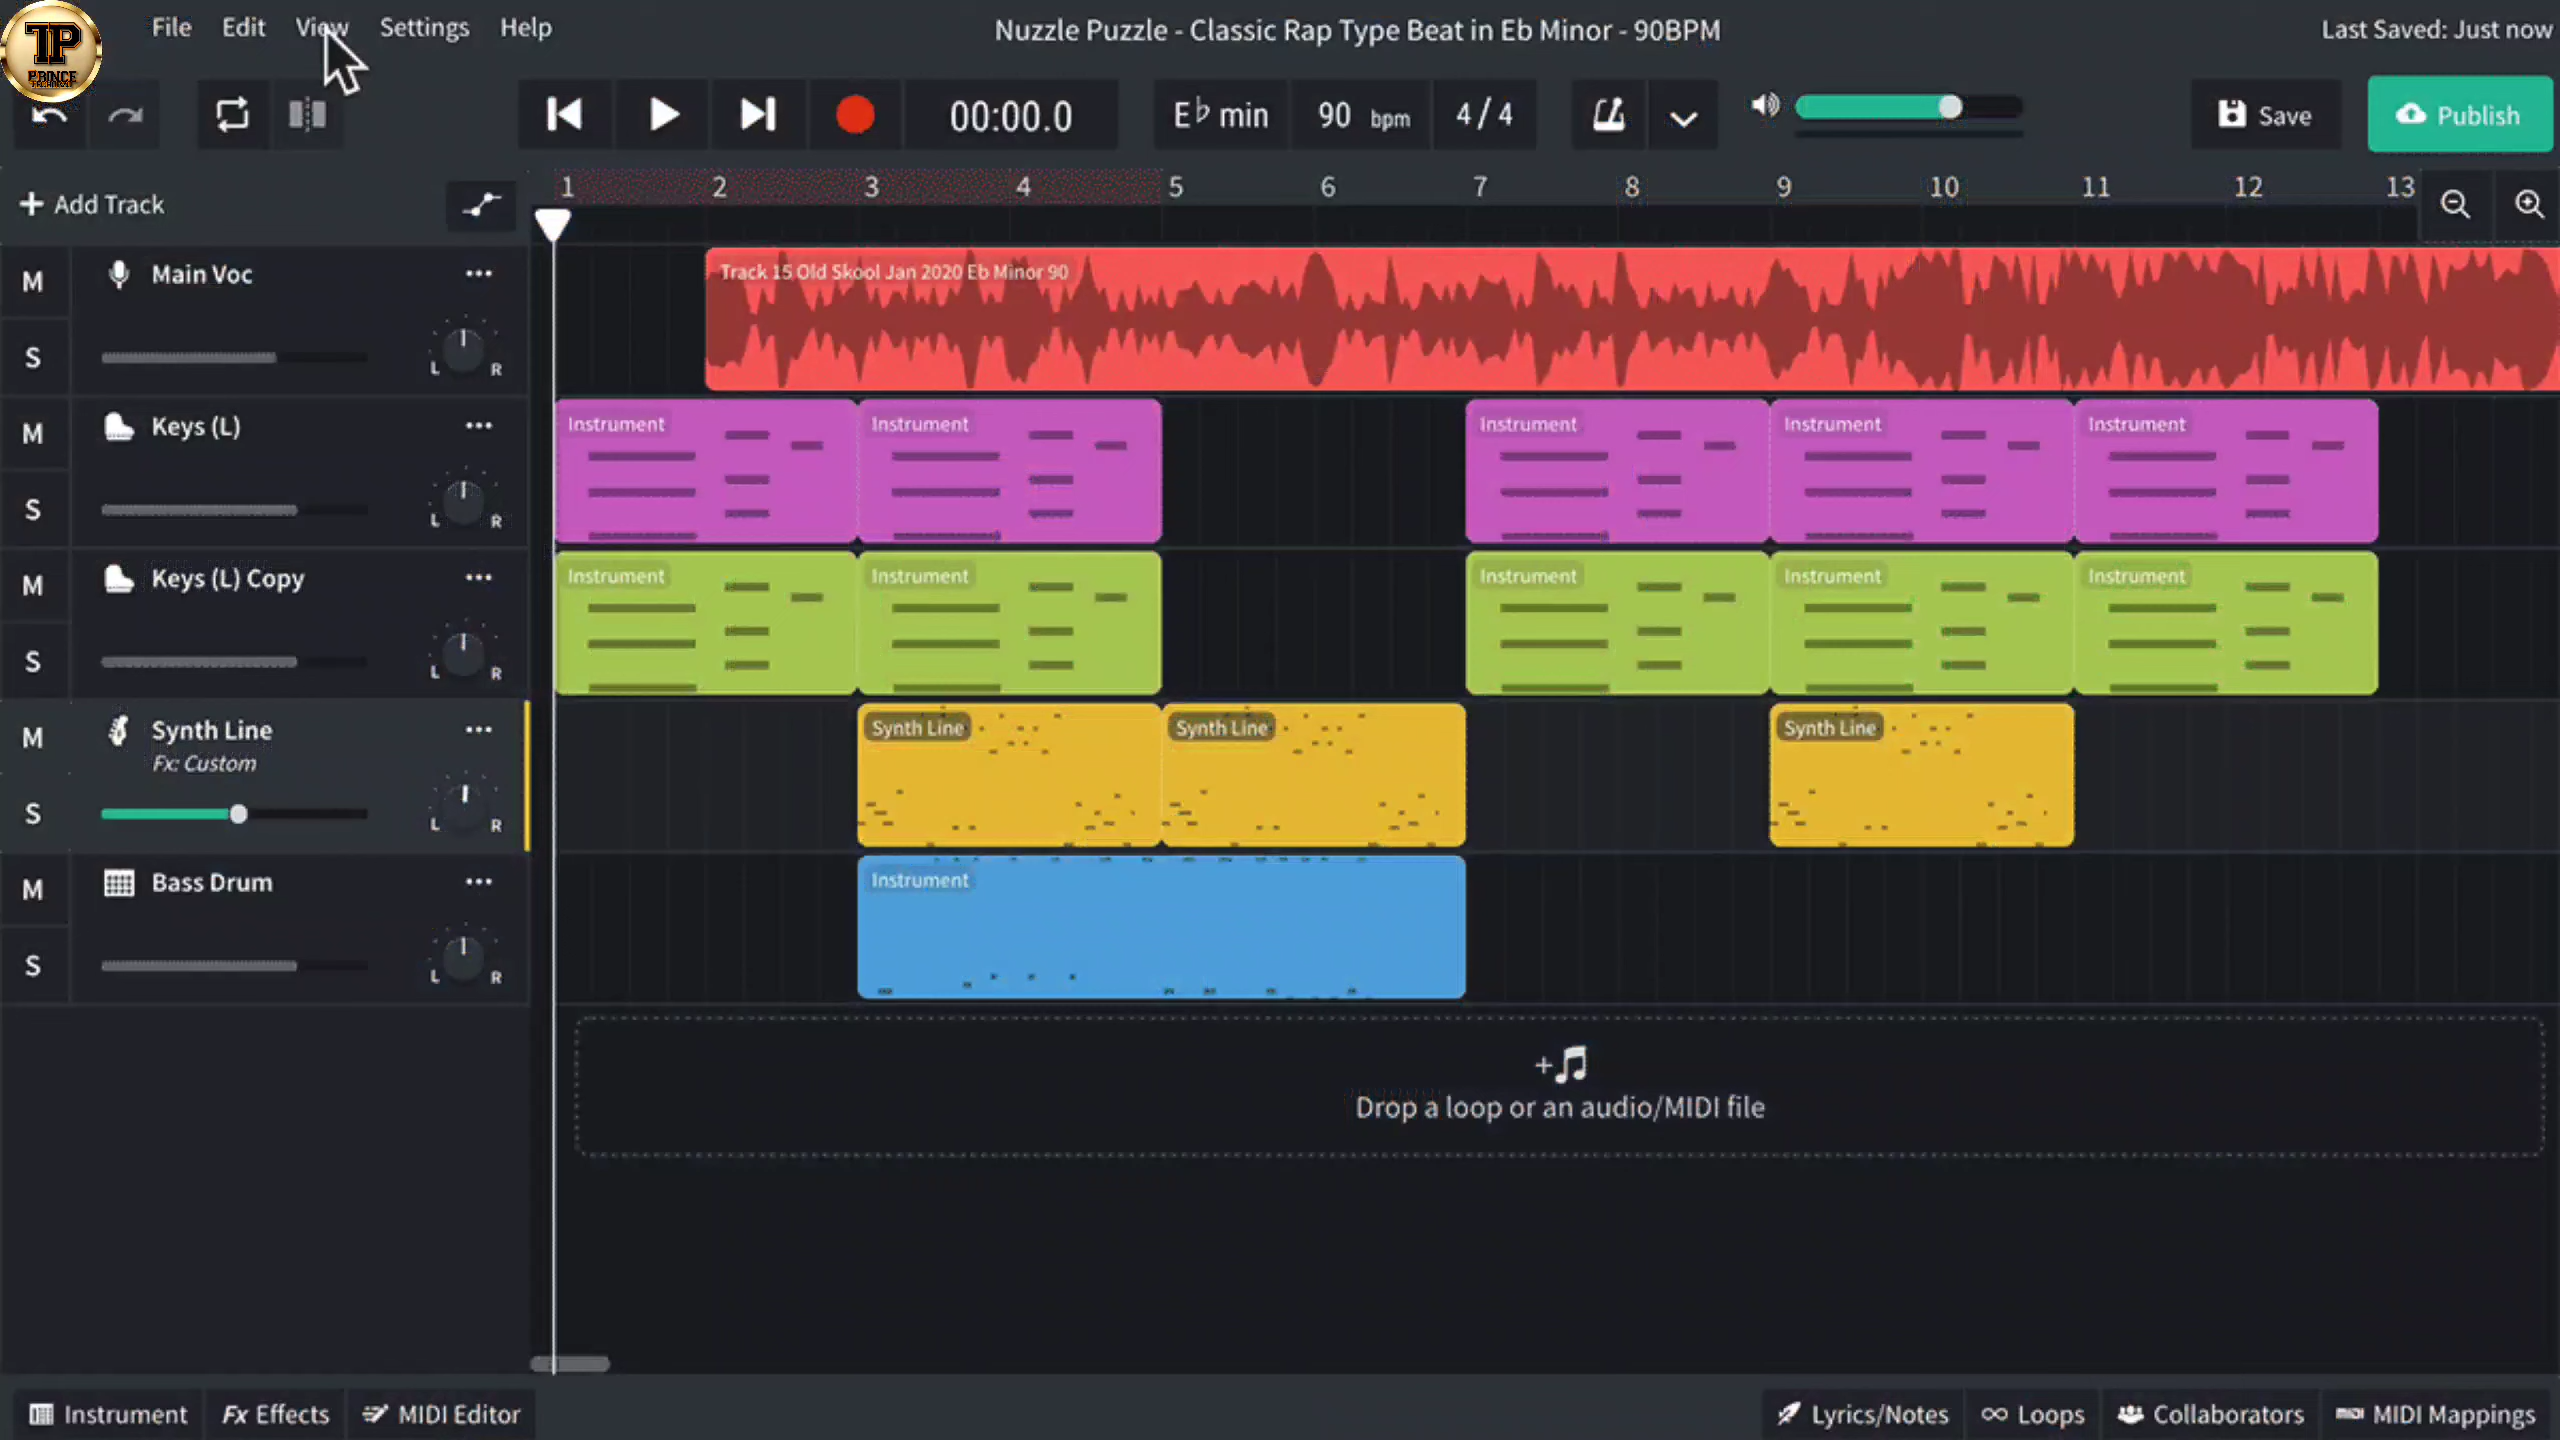 TP
PRINCE
File Edit View Settings Help
Nuzzle Puzzle - Classic Rap Type Beat in Eb Minor - 90BPM
Last Saved: Just now
00:00.0
E♭ min
90 bpm
4 / 4
Save
Publish
+ Add Track
1 2 3 4 5 6 7 8 9 10 11 12 13
M
S
Main Voc
L R
Track 15 Old Skool Jan 2020 Eb Minor 90
M
S
Keys (L)
L R
Instrument Instrument Instrument Instrument Instrument
M
S
Keys (L) Copy
L R
Instrument Instrument Instrument Instrument Instrument
M
S
Synth Line
Fx: Custom
L R
Synth Line Synth Line Synth Line
M
S
Bass Drum
L R
Instrument
Drop a loop or an audio/MIDI file
Instrument
Fx Effects
MIDI Editor
Lyrics/Notes
Loops
Collaborators
MIDI Mappings